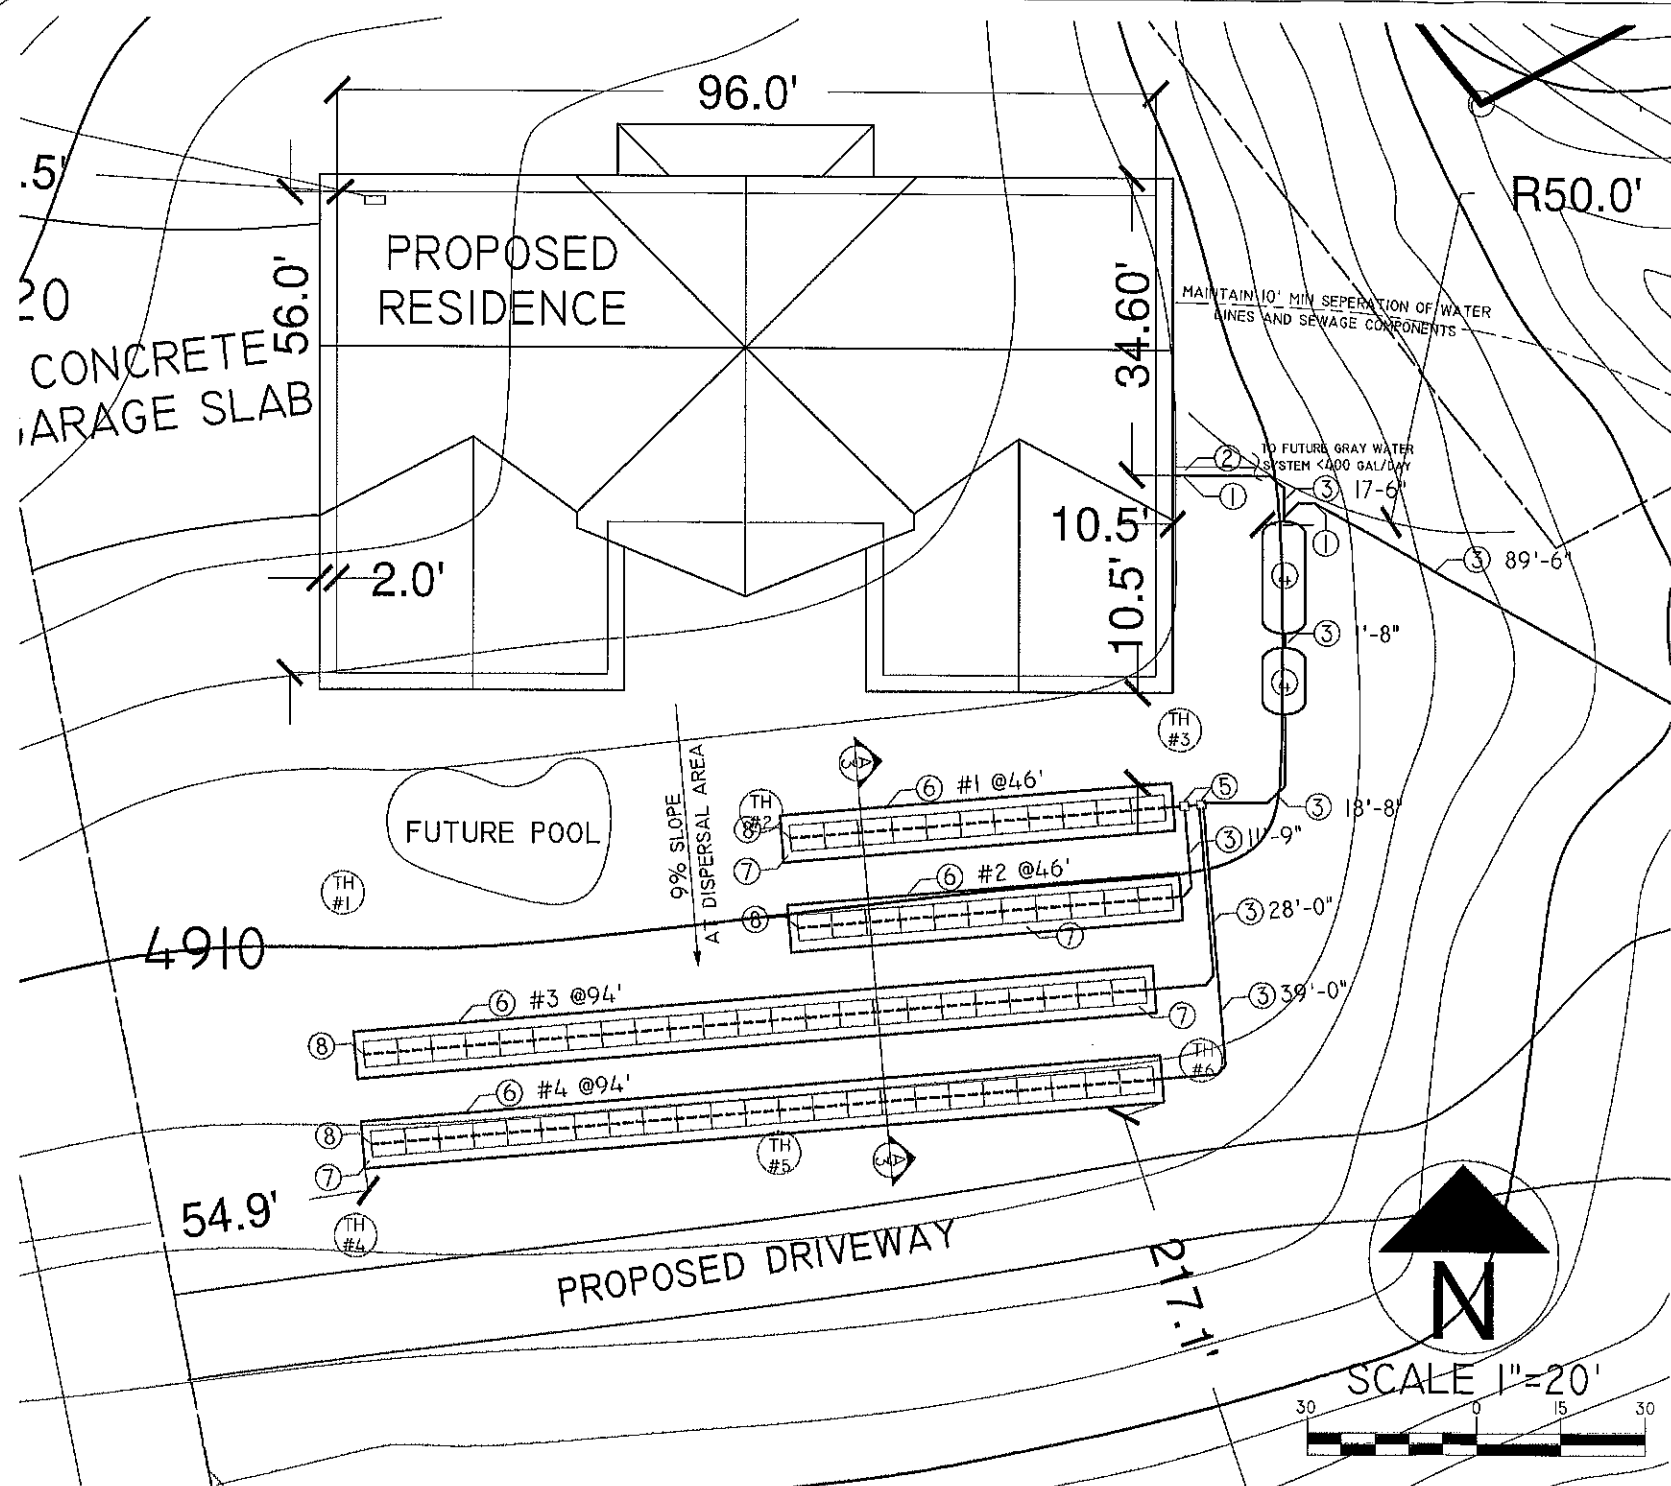 96.0'
.5'
R50.0'
PROPOSED
RESIDENCE
56.0'
20
34.60'
MAINTAIN 10' MIN SEPERATION OF WATER
LINES AND SEWAGE COMPONENTS
CONCRETE
GARAGE SLAB
2
TO FUTURE GRAY WATER
SYSTEM <400 GAL/DAY
1
3 17'-6"
10.5'
1
3 89'-6"
2.0'
10.5'
4
3 1'-8"
4
TH
#3
9% SLOPE
AT DISPERSAL AREA
A
3
6 #1 @46'
5
TH
#2
8
3 18'-8"
FUTURE POOL
3 11'-9"
7
6 #2 @46'
TH
#1
8
3 28'-0"
7
4910
6 #3 @94'
3 39'-0"
7
8
TH
#6
6 #4 @94'
8
TH
#5
A
3
7
54.9'
TH
#4
PROPOSED DRIVEWAY
217.1'
N
SCALE 1"=20'
30 0 15 30